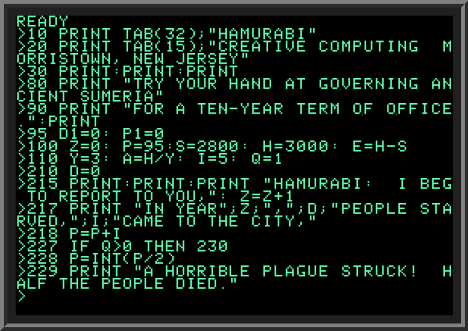 READY
>10 PRINT TAB(32);"HAMURABI"
>20 PRINT TAB(15);"CREATIVE COMPUTING  M
ORRISTOWN, NEW JERSEY"
>30 PRINT:PRINT:PRINT
>80 PRINT "TRY YOUR HAND AT GOVERNING AN
CIENT SUMERIA"
>90 PRINT "FOR A TEN-YEAR TERM OF OFFICE
.":PRINT
>95 D1=0: P1=0
>100 Z=0: P=95:S=2800: H=3000: E=H-S
>110 Y=3: A=H/Y: I=5: Q=1
>210 D=0
>215 PRINT:PRINT:PRINT "HAMURABI:  I BEG
 TO REPORT TO YOU,": Z=Z+1
>217 PRINT "IN YEAR";Z;",";D;"PEOPLE STA
RVED,";I;"CAME TO THE CITY,"
>218 P=P+I
>227 IF Q>0 THEN 230
>228 P=INT(P/2)
>229 PRINT "A HORRIBLE PLAGUE STRUCK!  H
ALF THE PEOPLE DIED."
>